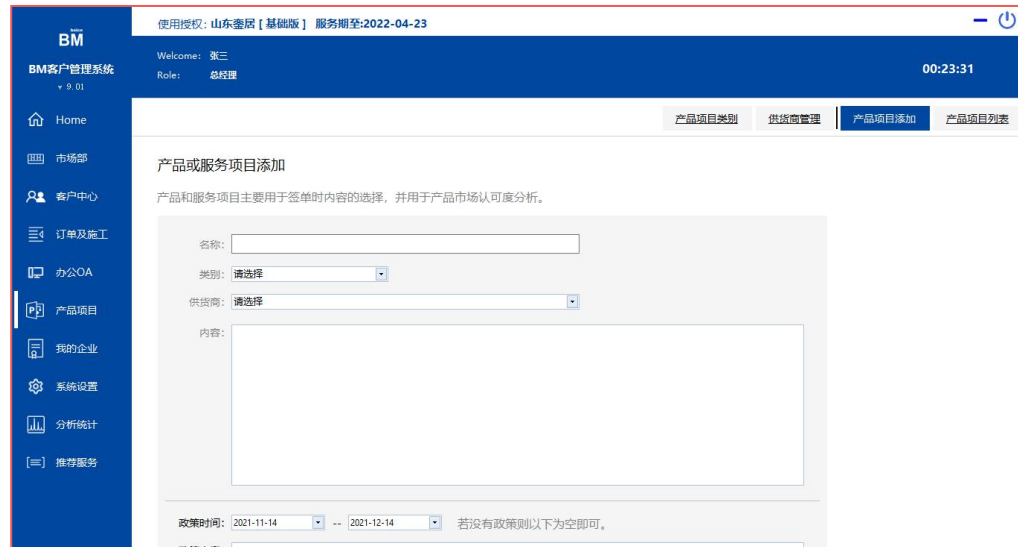 使用授权: 山东銮居 [ 基础版 ] 服务期至:2022-04-23
BM
BM客户管理系统
v 9.01
Welcome: 张三
Role: 总经理
00:23:31
Home
市场部
客户中心
订单及施工
办公OA
产品项目
我的企业
系统设置
分析统计
推荐服务
产品项目类别 供货商管理 产品项目添加 产品项目列表
产品或服务项目添加
产品和服务项目主要用于签单时内容的选择，并用于产品市场认可度分析。
名称:
类别: 请选择
供货商: 请选择
内容:
政策时间: 2021-11-14 -- 2021-12-14 若没有政策则以下为空即可。